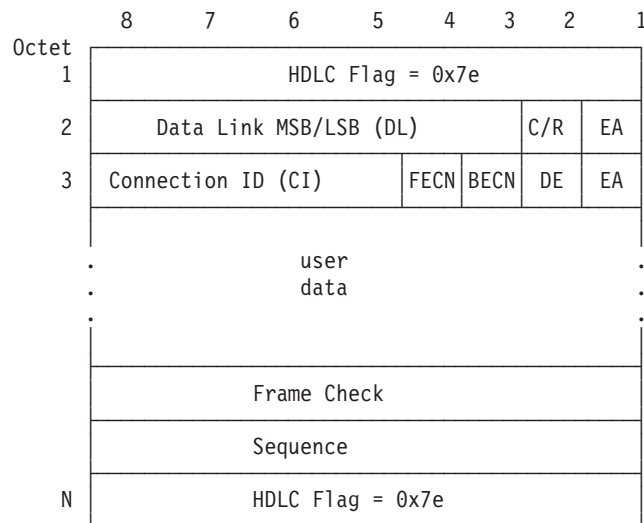 8 7 6 5 4 3 2 1
Octet
1 HDLC Flag = 0x7e
2 Data Link MSB/LSB (DL) C/R EA
3 Connection ID (CI) FECN BECN DE EA
. user .
. data .
. .
Frame Check
Sequence
N HDLC Flag = 0x7e